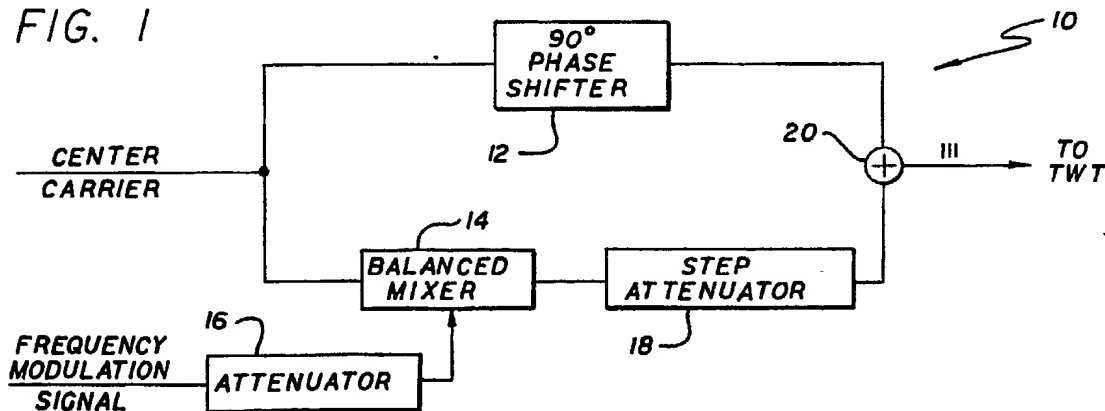 FIG. 1
10
90°
PHASE
SHIFTER
12
20
III
TO
TWT
CENTER
CARRIER
14
BALANCED
MIXER
STEP
ATTENUATOR
18
16
FREQUENCY
MODULATION
SIGNAL
ATTENUATOR